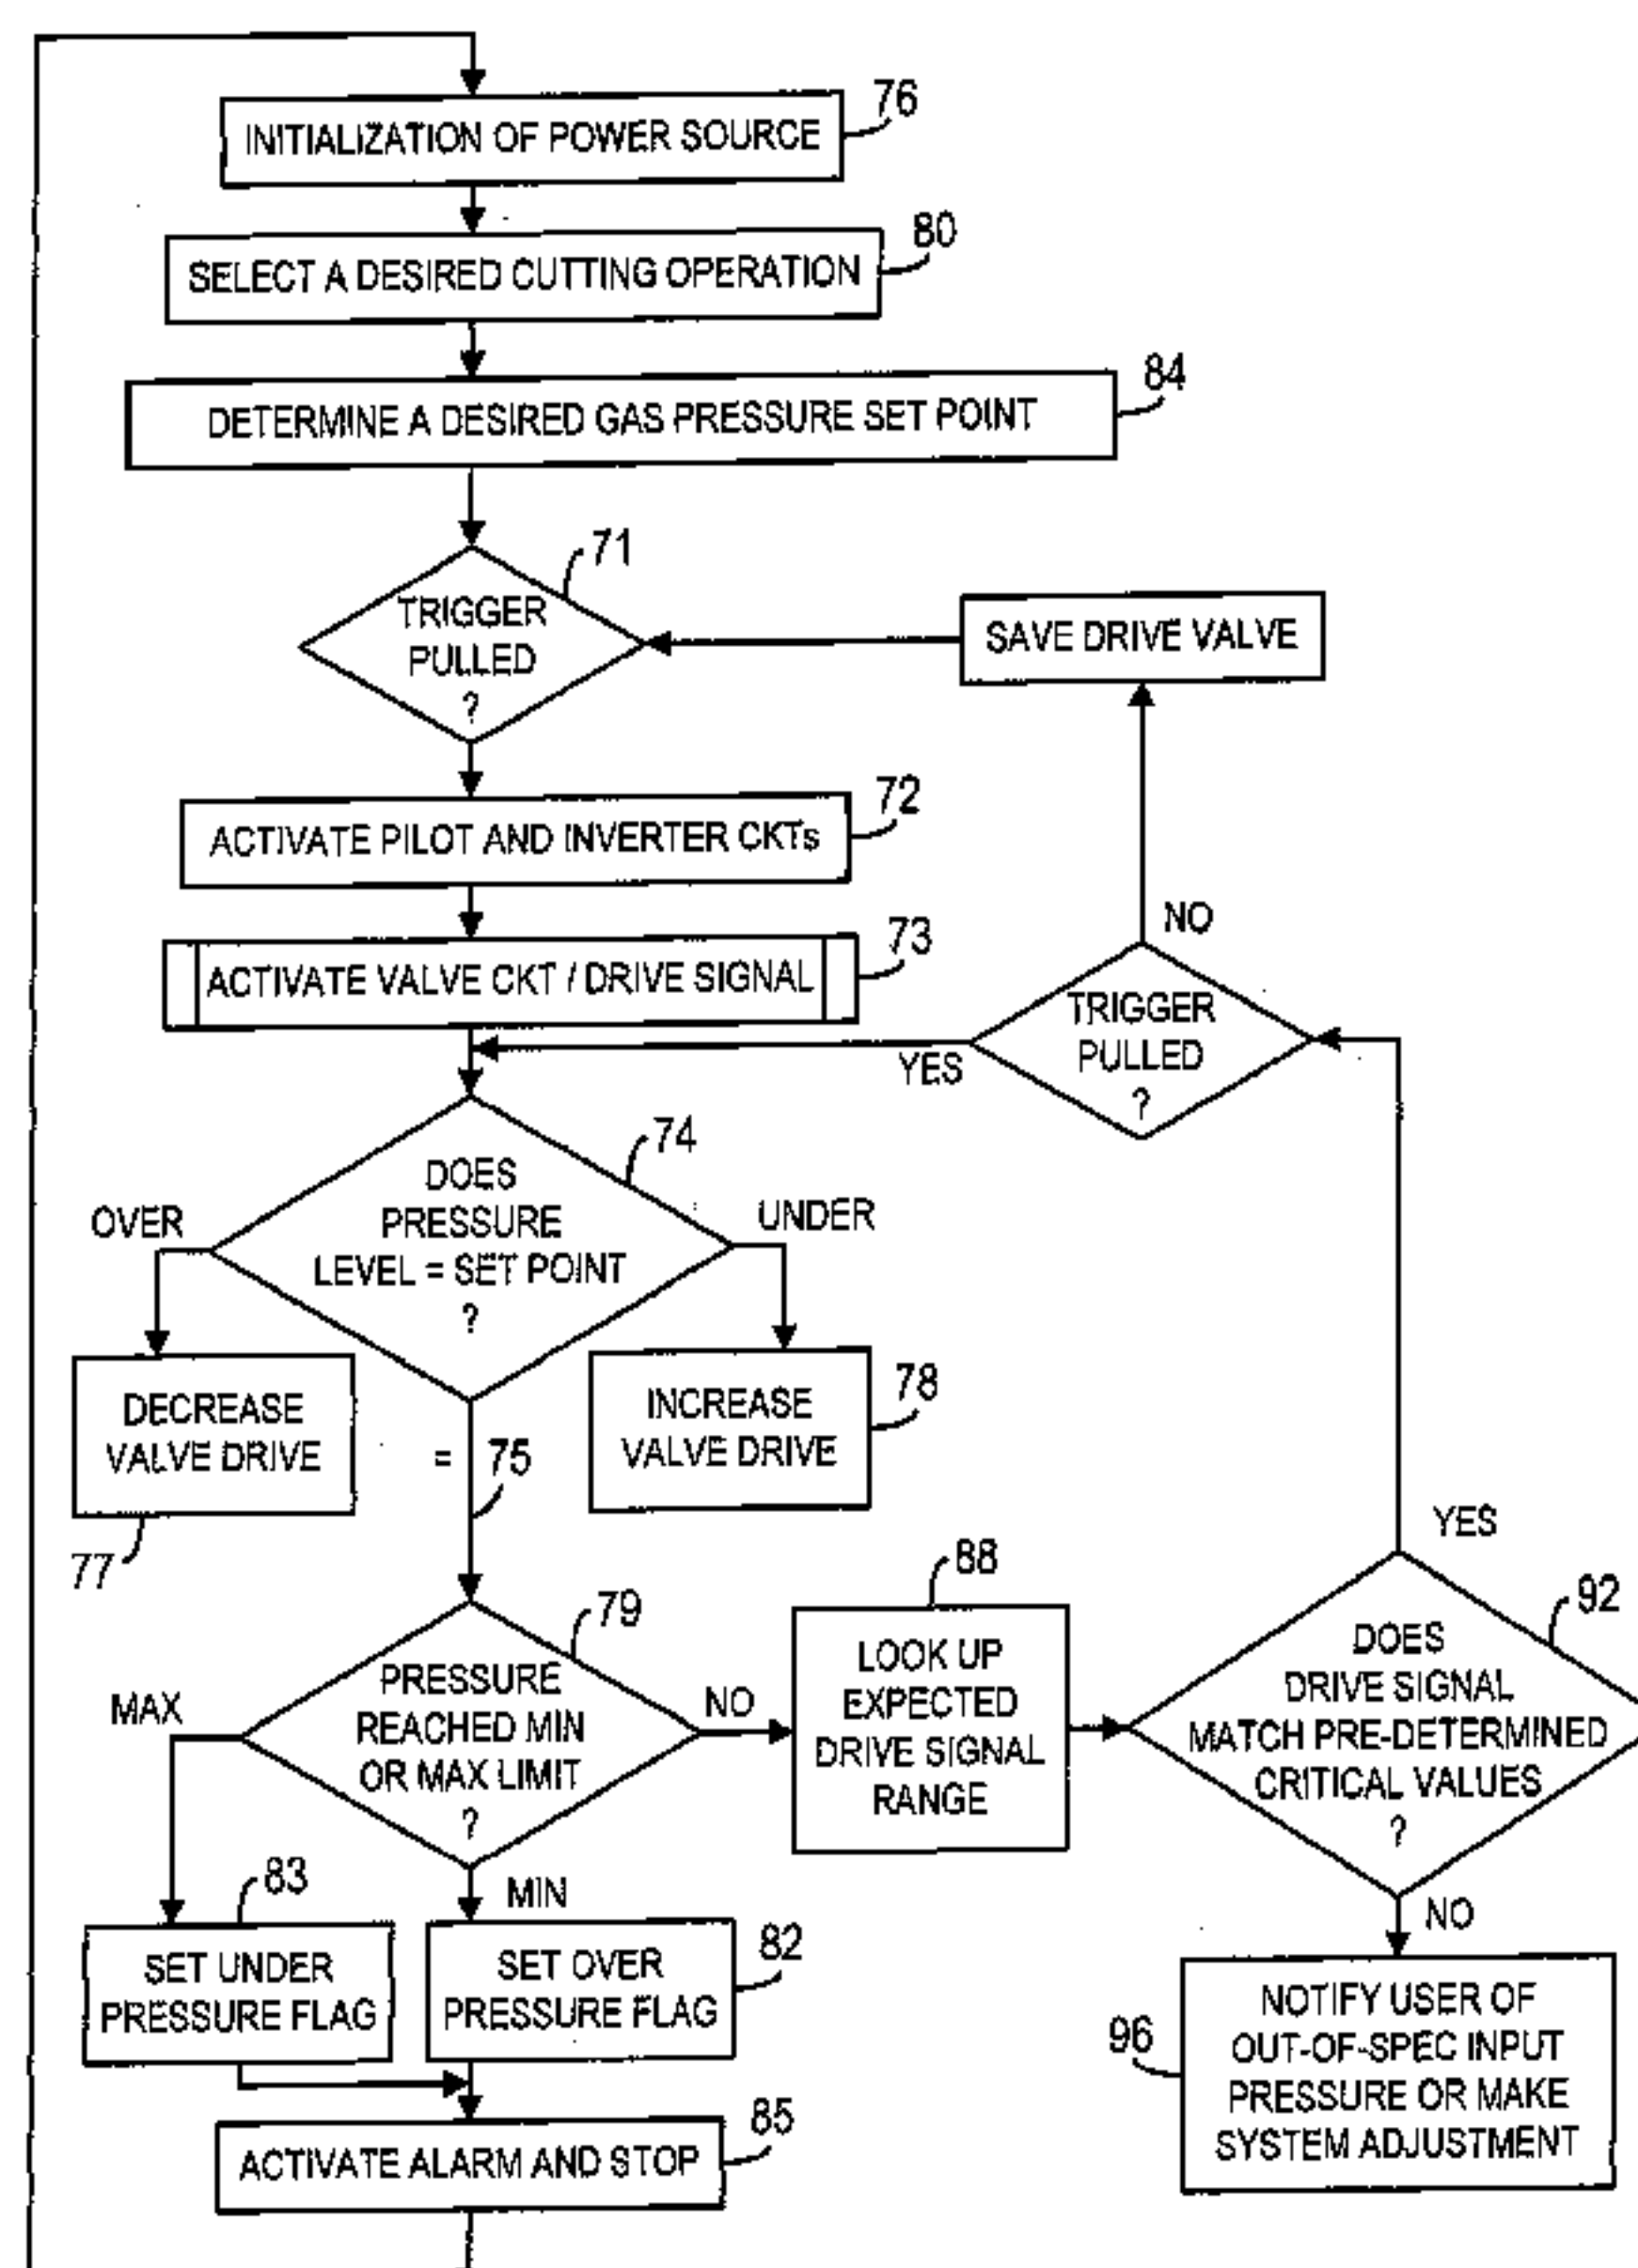 76
INITIALIZATION OF POWER SOURCE
80
SELECT A DESIRED CUTTING OPERATION
84
DETERMINE A DESIRED GAS PRESSURE SET POINT
71
TRIGGER
PULLED
?
SAVE DRIVE VALVE
72
ACTIVATE PILOT AND INVERTER CKTs
NO
73
ACTIVATE VALVE CKT / DRIVE SIGNAL
TRIGGER
PULLED
?
YES
74
DOES
PRESSURE
LEVEL = SET POINT
?
OVER
UNDER
DECREASE
VALVE DRIVE
77
= 75
INCREASE
VALVE DRIVE
78
79
PRESSURE
REACHED MIN
OR MAX LIMIT
?
MAX
NO
MIN
88
LOOK UP
EXPECTED
DRIVE SIGNAL
RANGE
YES
92
DOES
DRIVE SIGNAL
MATCH PRE-DETERMINED
CRITICAL VALUES
?
NO
83
SET UNDER
PRESSURE FLAG
SET OVER
PRESSURE FLAG
82
96
NOTIFY USER OF
OUT-OF-SPEC INPUT
PRESSURE OR MAKE
SYSTEM ADJUSTMENT
85
ACTIVATE ALARM AND STOP